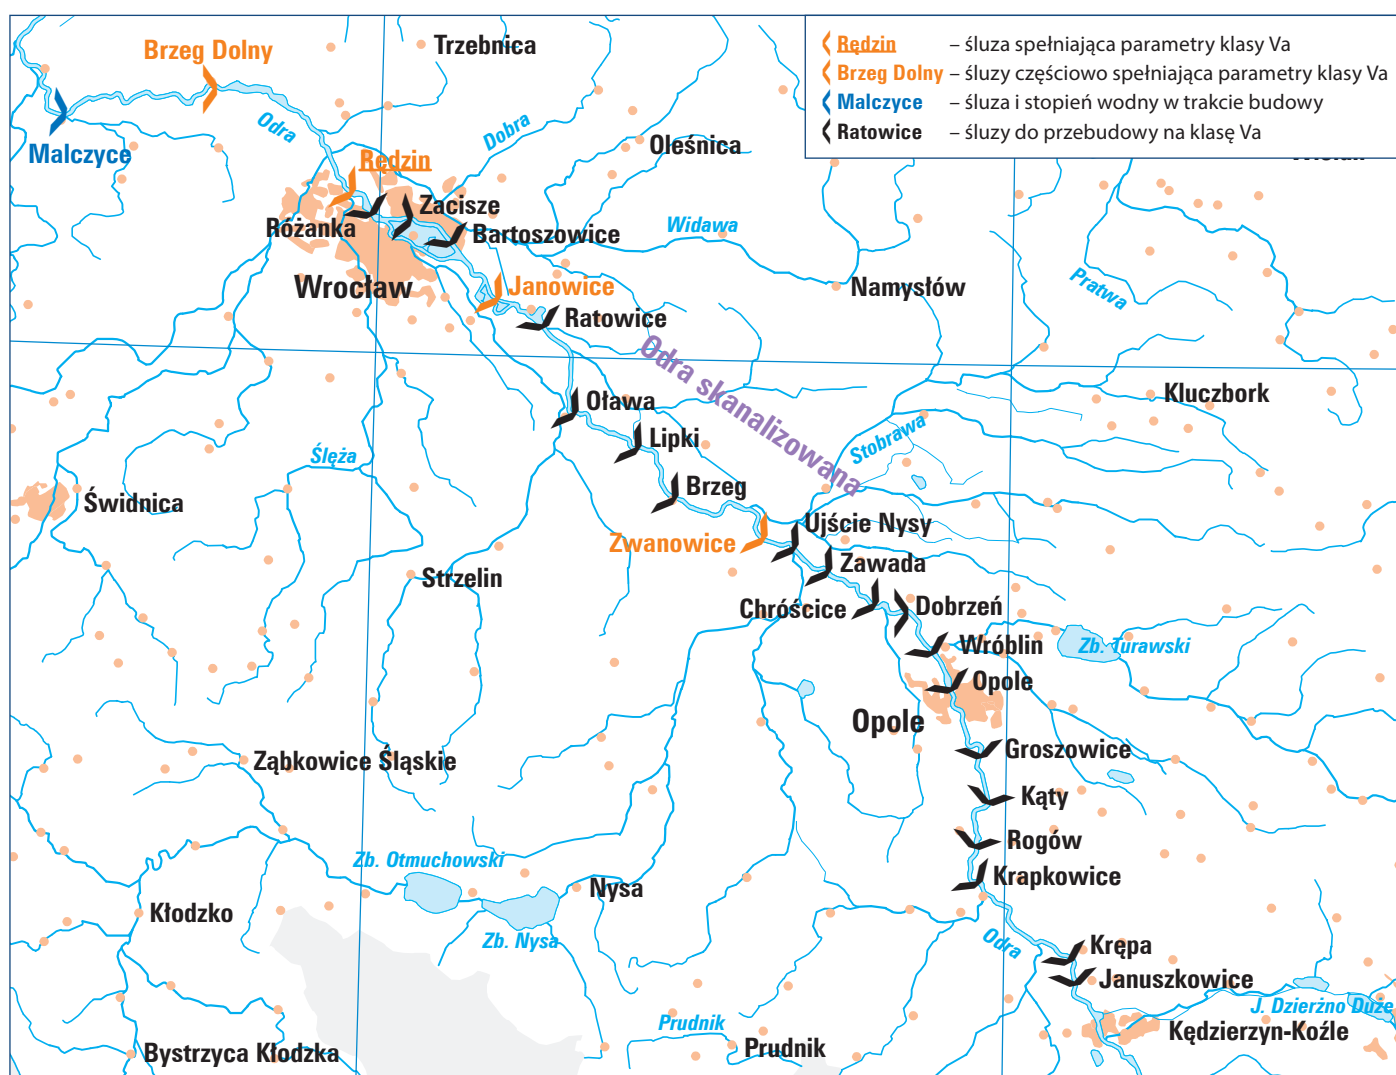 Rędzin – śluza spełniająca parametry klasy Va
Brzeg Dolny – śluzy częściowo spełniająca parametry klasy Va
Malczyce – śluza i stopień wodny w trakcie budowy
Ratowice – śluzy do przebudowy na klasę Va
Brzeg Dolny
Trzebnica
Odra
Dobra
Oleśnica
Malczyce
Rędzin
Zacisze
Różanka
Bartoszowice
Widawa
Wrocław
Janowice
Namysłów
Pratwa
Ratowice
Odra skanalizowana
Kluczbork
Oława
Lipki
Stobrawa
Ślęża
Brzeg
Świdnica
Ujście Nysy
Zwanowice
Zawada
Strzelin
Chróścice
Dobrzeń
Wróblin
Zb. Turawski
Opole
Opole
Groszowice
Ząbkowice Śląskie
Kąty
Rogów
Zb. Otmuchowski
Krapkowice
Nysa
Kłodzko
Zb. Nysa
Odra
Krępa
Januszkowice
J. Dzierżno Duże
Prudnik
Kędzierzyn-Koźle
Bystrzyca Kłodzka
Prudnik